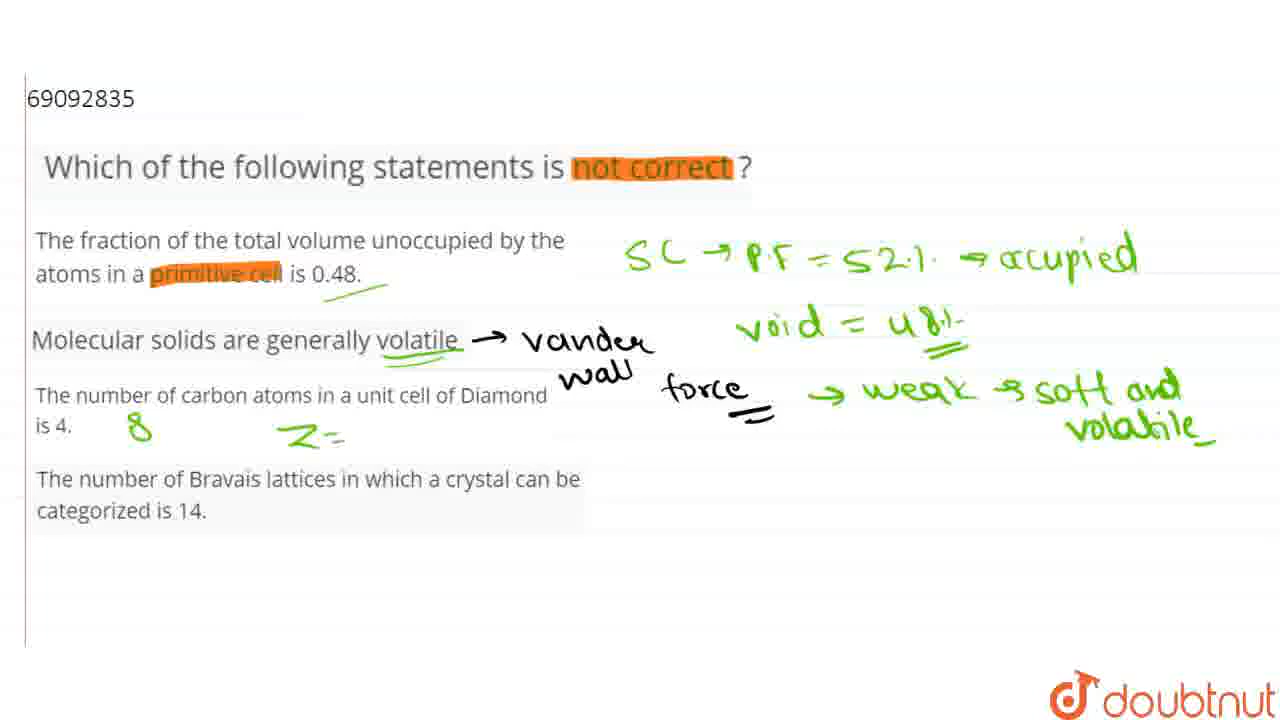 69092835
Which of the following statements is not correct ?
The fraction of the total volume unoccupied by the
atoms in a primitive cell is 0.48.
SC → P.F = 52% → occupied
void = 48%
Molecular solids are generally volatile → vander
wall force → weak → soft and
volatile
The number of carbon atoms in a unit cell of Diamond
is 4. 8 Z=
The number of Bravais lattices in which a crystal can be
categorized is 14.
doubtnut